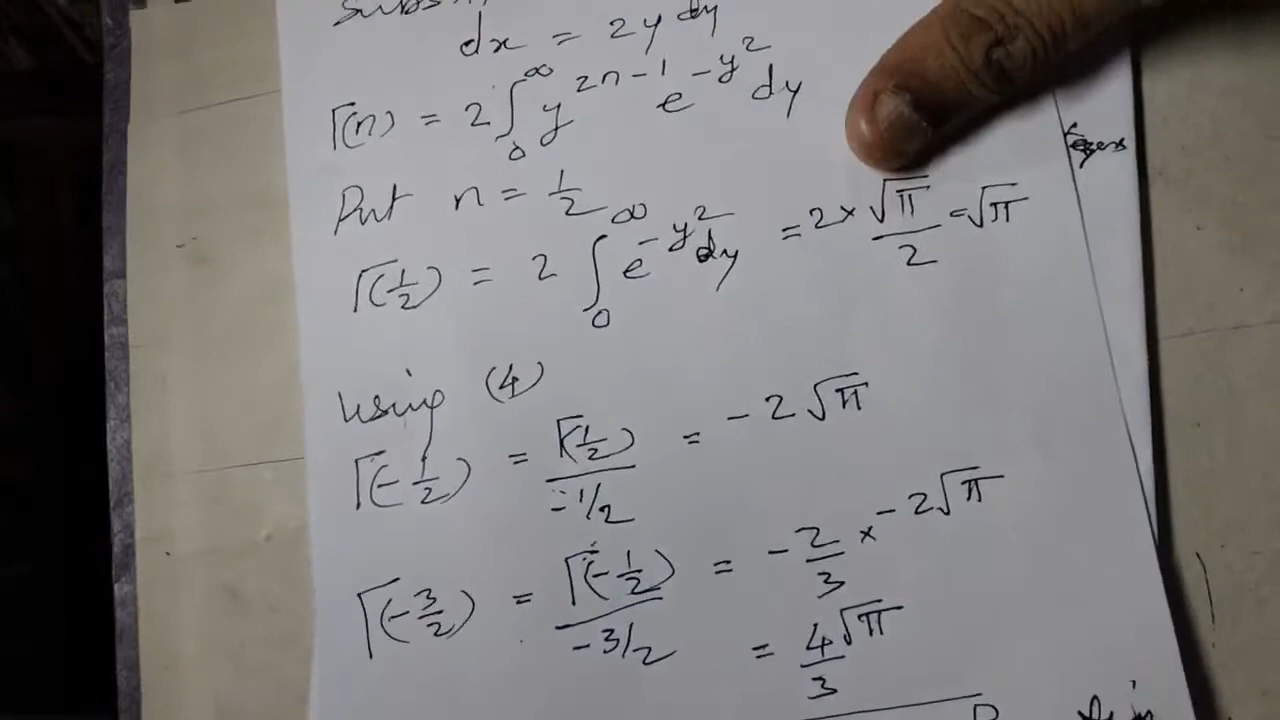 dx = 2y dy
Γ(n) = 2 ∫₀^∞ y^{2n-1} e^{-y²} dy
Put n = 1/2
Γ(1/2) = 2 ∫₀^∞ e^{-y²} dy = 2 × √π/2 = √π
using (4)
Γ(-1/2) = Γ(1/2)/(-1/2) = -2√π
Γ(-3/2) = Γ(-1/2)/(-3/2) = -2/3 × -2√π
= 4√π/3